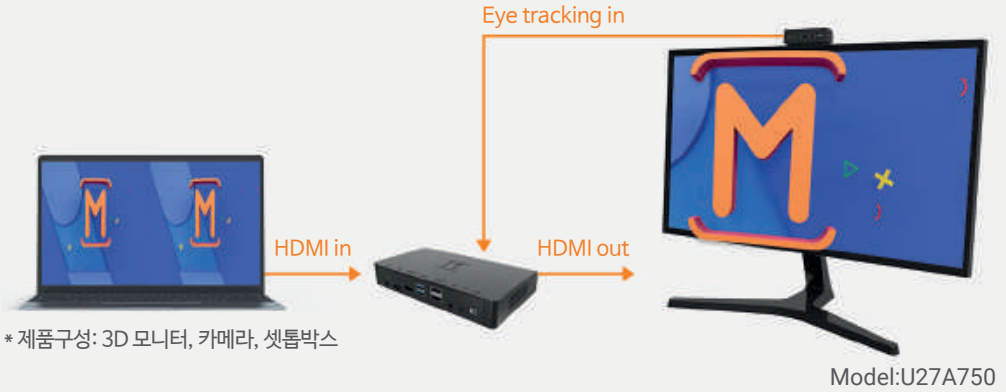 Eye tracking in
M
M M
HDMI in
HDMI out
* 제품구성: 3D 모니터, 카메라, 셋톱박스
Model:U27A750